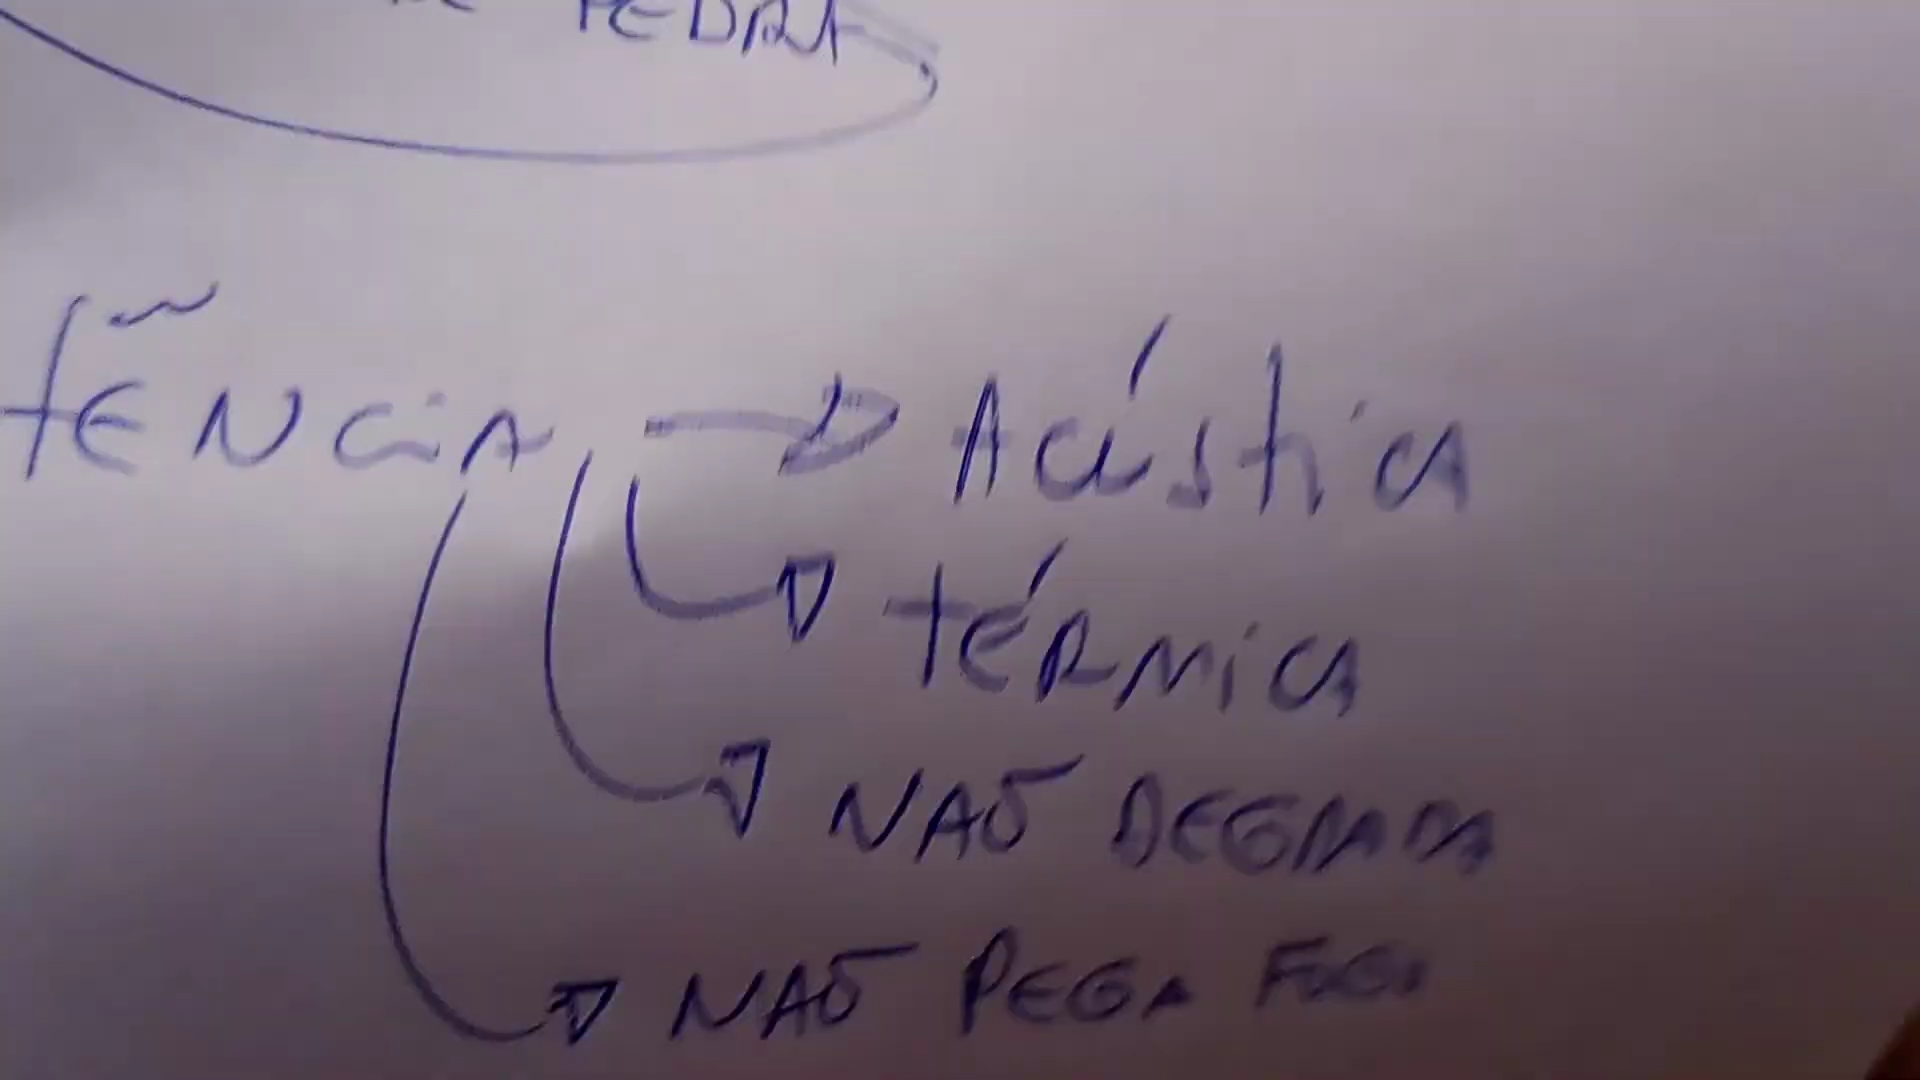 PEDRA
tÊNCiA
ACÚStiCA
tÉRMiCA
NÃO DEGRADA
NÃO PEGA FOGO